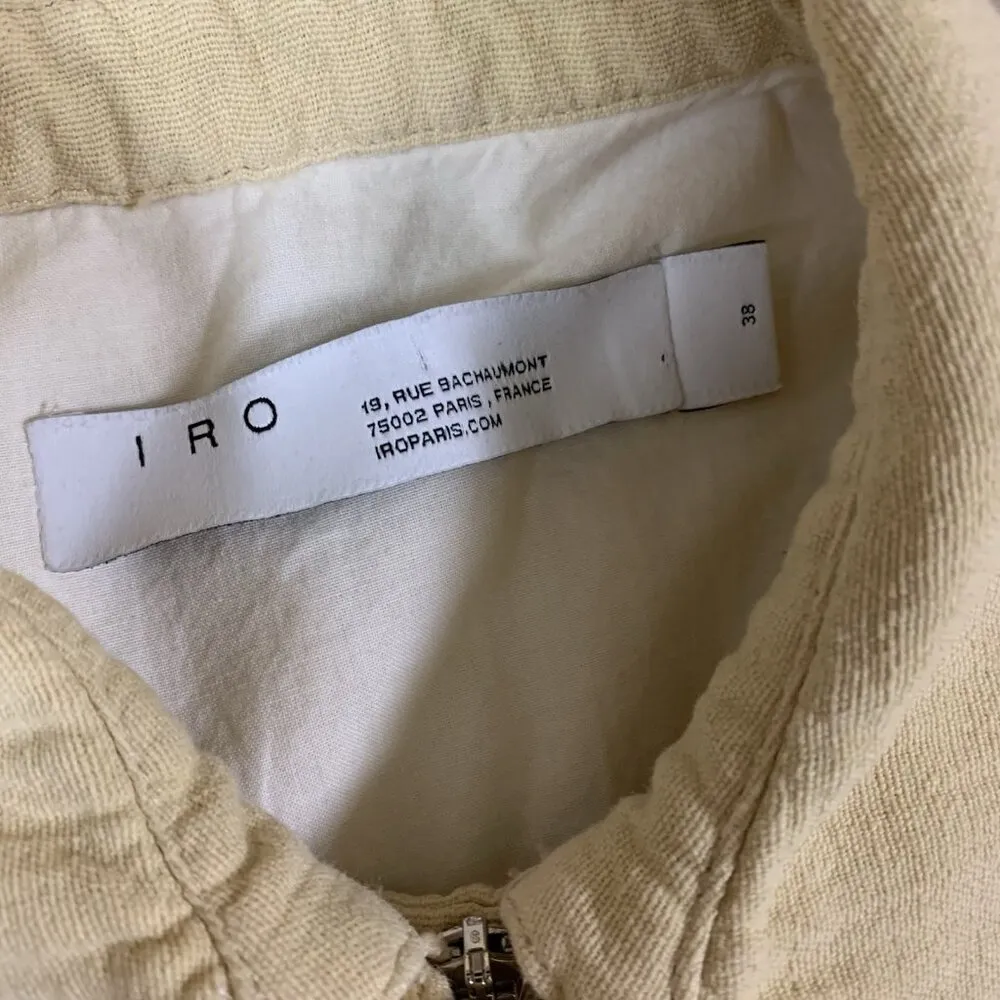 IRO
19, RUE BACHAUMONT
75002 PARIS, FRANCE
IROPARIS.COM
38